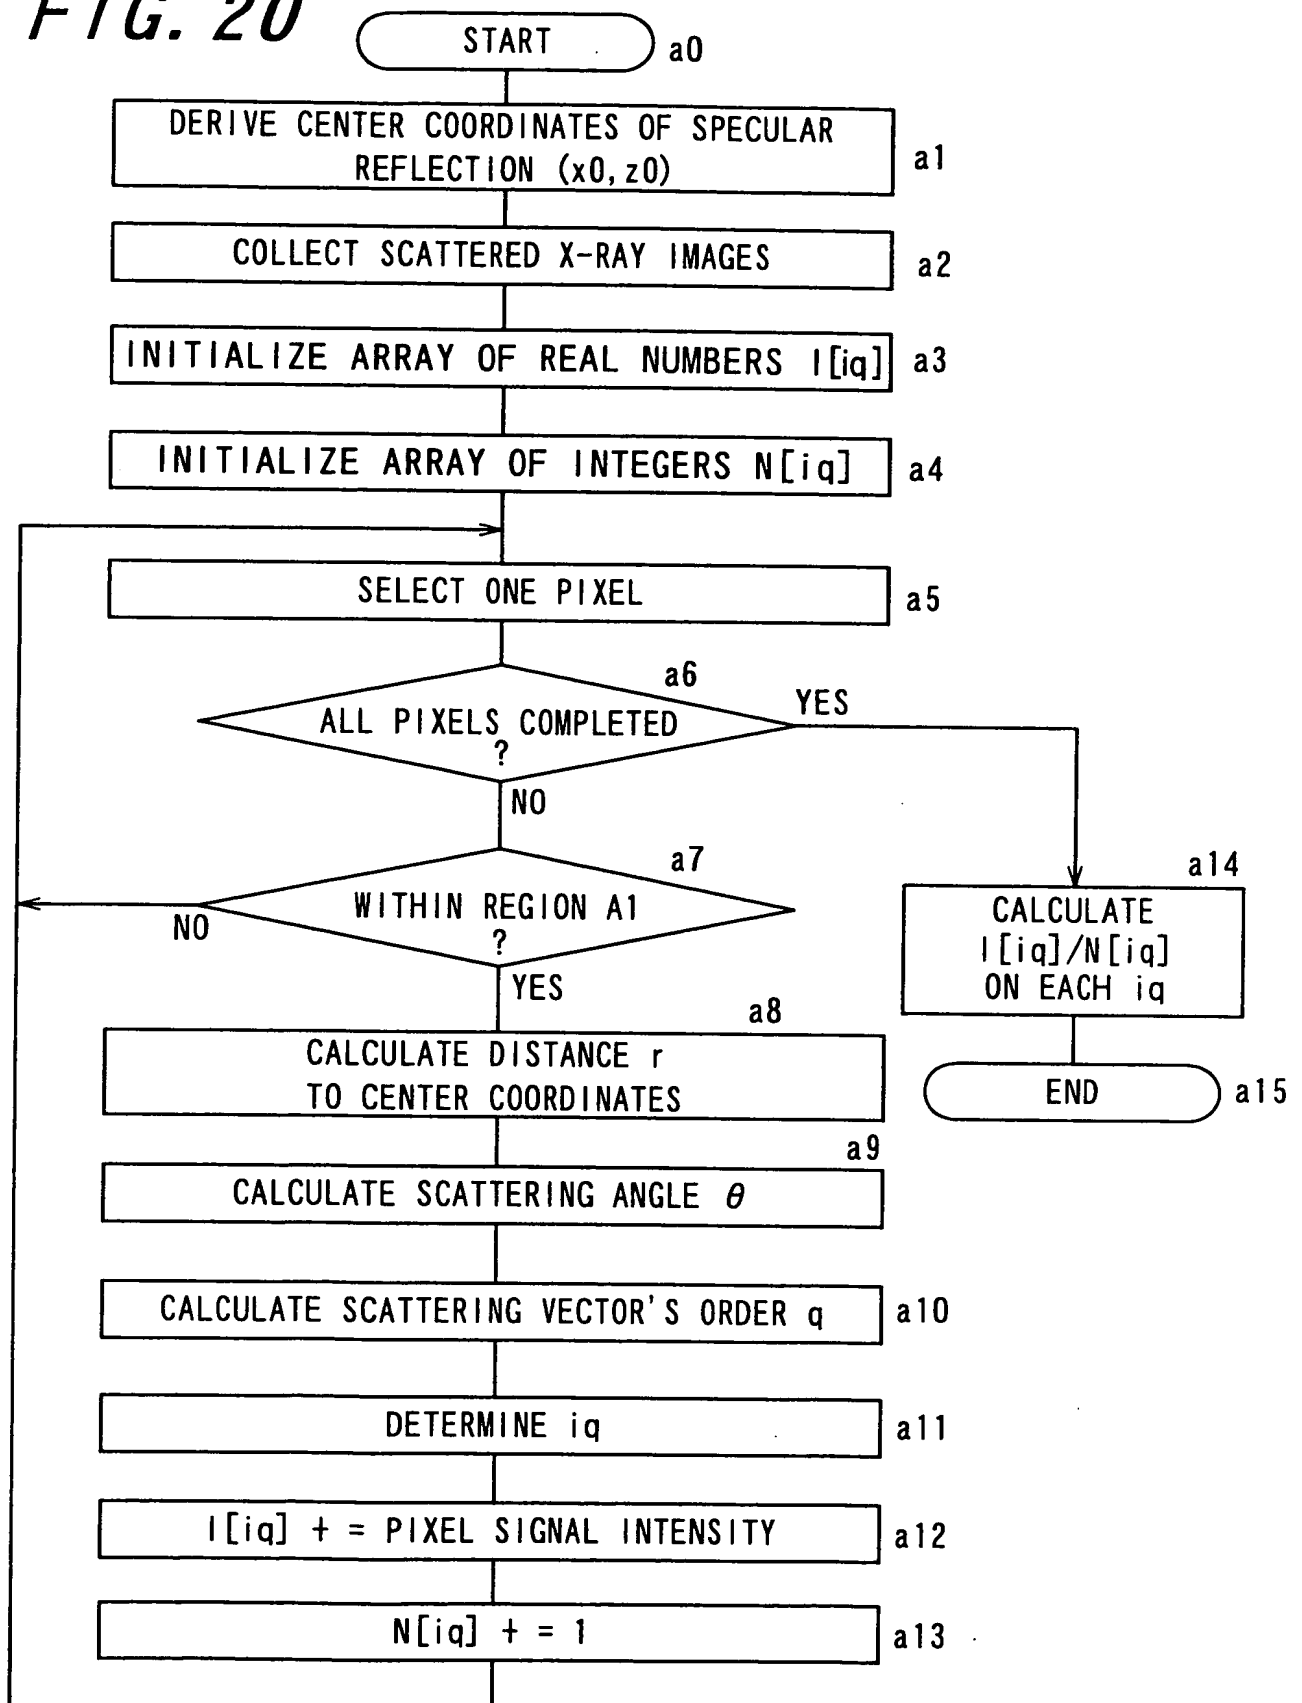 FIG. 20
START
a0
DERIVE CENTER COORDINATES OF SPECULAR
REFLECTION (x0, z0)
a1
COLLECT SCATTERED X-RAY IMAGES
a2
INITIALIZE ARRAY OF REAL NUMBERS I[iq]
a3
INITIALIZE ARRAY OF INTEGERS N[iq]
a4
SELECT ONE PIXEL
a5
a6
ALL PIXELS COMPLETED
?
YES
NO
a7
WITHIN REGION A1
?
NO
YES
a14
CALCULATE
I[iq]/N[iq]
ON EACH iq
a8
CALCULATE DISTANCE r
TO CENTER COORDINATES
END
a15
a9
CALCULATE SCATTERING ANGLE θ
CALCULATE SCATTERING VECTOR'S ORDER q
a10
DETERMINE iq
a11
I[iq] + = PIXEL SIGNAL INTENSITY
a12
N[iq] + = 1
a13